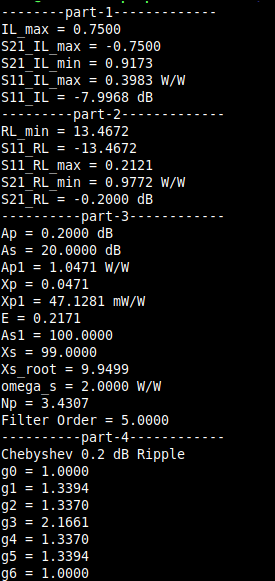 --------part-1------------
IL_max = 0.7500
S21_IL_max = -0.7500
S21_IL_min = 0.9173
S11_IL_max = 0.3983 W/W
S11_IL = -7.9968 dB
---------part-2------------
RL_min = 13.4672
S11_RL = -13.4672
S11_RL_max = 0.2121
S21_RL_min = 0.9772 W/W
S21_RL = -0.2000 dB
----------part-3------------
Ap = 0.2000 dB
As = 20.0000 dB
Ap1 = 1.0471 W/W
Xp = 0.0471
Xp1 = 47.1281 mW/W
E = 0.2171
As1 = 100.0000
Xs = 99.0000
Xs_root = 9.9499
omega_s = 2.0000 W/W
Np = 3.4307
Filter Order = 5.0000
----------part-4------------
Chebyshev 0.2 dB Ripple
g0 = 1.0000
g1 = 1.3394
g2 = 1.3370
g3 = 2.1661
g4 = 1.3370
g5 = 1.3394
g6 = 1.0000